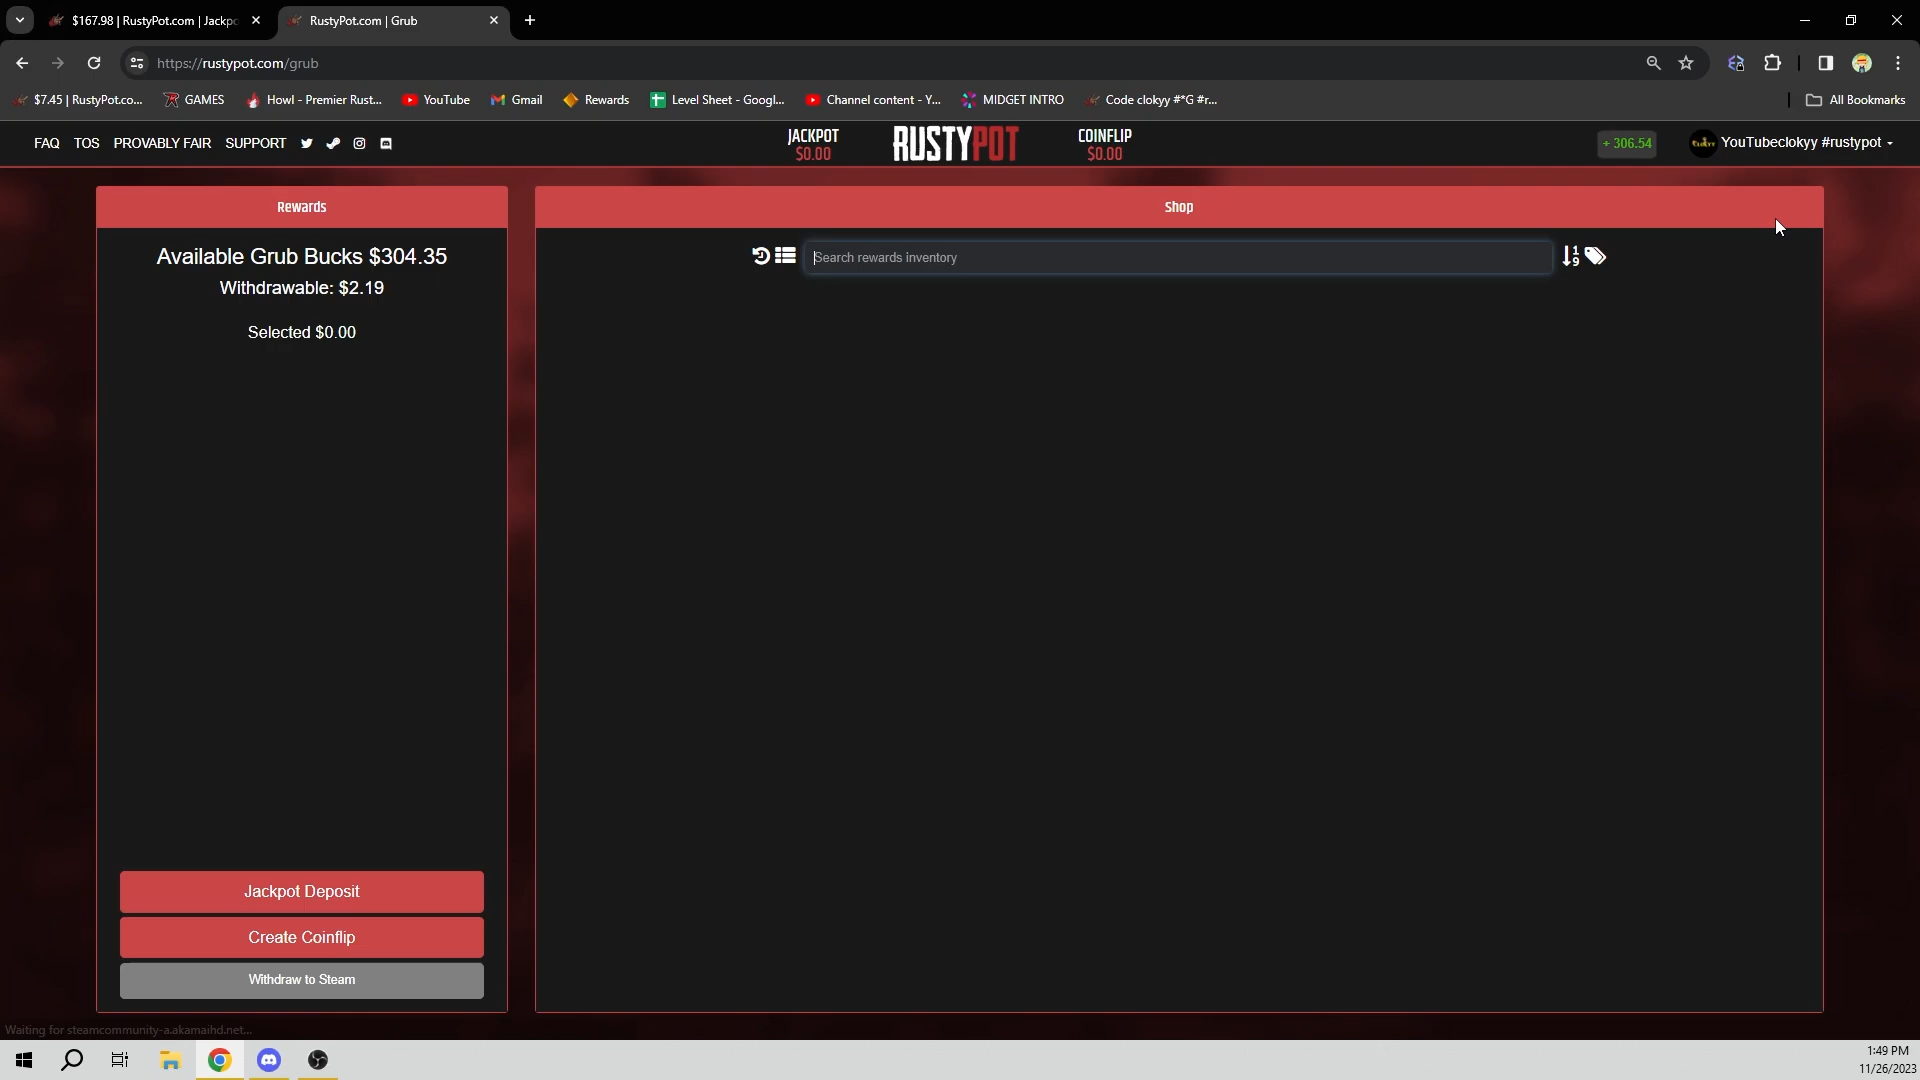 $167.98 | RustyPot.com | Jackpo
RustyPot.com | Grub
https://rustypot.com/grub
$7.45 | RustyPot.co...
GAMES
Howl - Premier Rust...
YouTube
Gmail
Rewards
Level Sheet - Googl...
Channel content - Y...
MIDGET INTRO
Code clokyy #*G #r...
All Bookmarks
FAQ
TOS
PROVABLY FAIR
SUPPORT
JACKPOT
$0.00
RUSTYPOT
COINFLIP
$0.00
+ 306.54
YouTubeclokyy #rustypot
Rewards
Available Grub Bucks $304.35
Withdrawable: $2.19
Selected $0.00
Jackpot Deposit
Create Coinflip
Withdraw to Steam
Shop
Search rewards inventory
Waiting for steamcommunity-a.akamaihd.net...
1:49 PM
11/26/2023